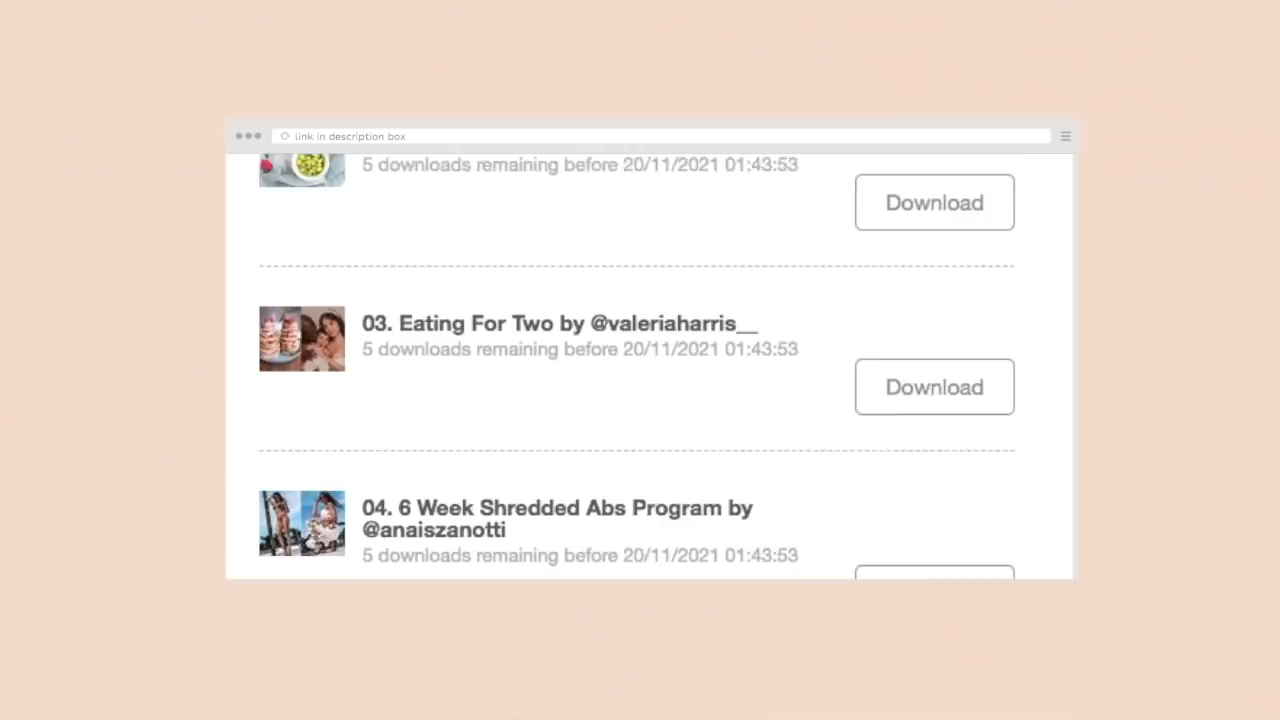 link in description box
5 downloads remaining before 20/11/2021 01:43:53
Download
03. Eating For Two by @valeriaharris__
5 downloads remaining before 20/11/2021 01:43:53
Download
04. 6 Week Shredded Abs Program by
@anaiszanotti
5 downloads remaining before 20/11/2021 01:43:53